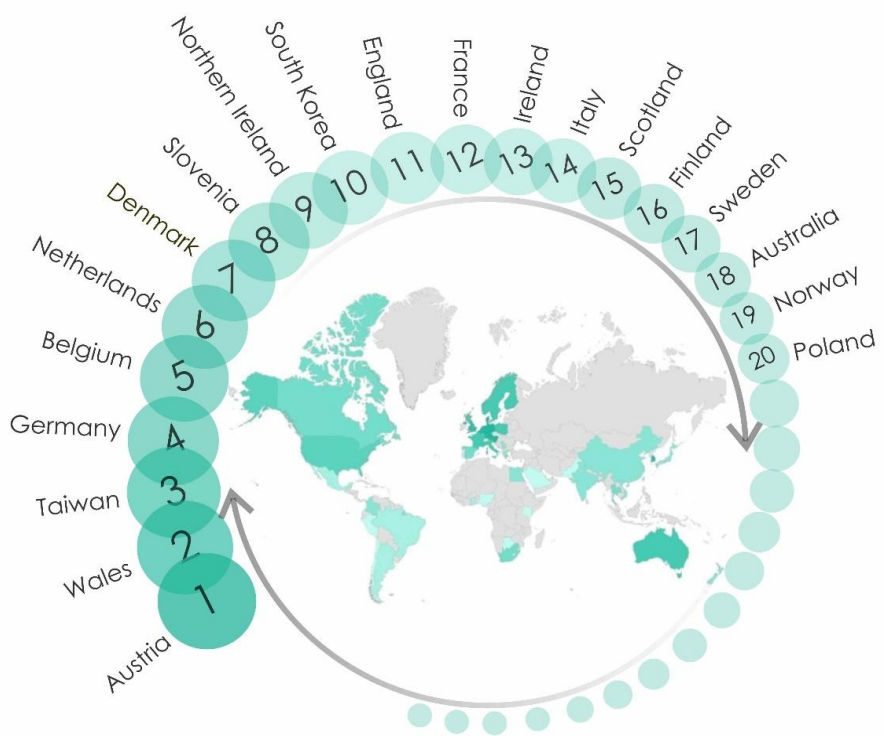 1 Austria
2 Wales
3 Taiwan
4 Germany
5 Belgium
6 Netherlands
7 Denmark
8 Slovenia
9 Northern Ireland
10 South Korea
11 England
12 France
13 Ireland
14 Italy
15 Scotland
16 Finland
17 Sweden
18 Australia
19 Norway
20 Poland